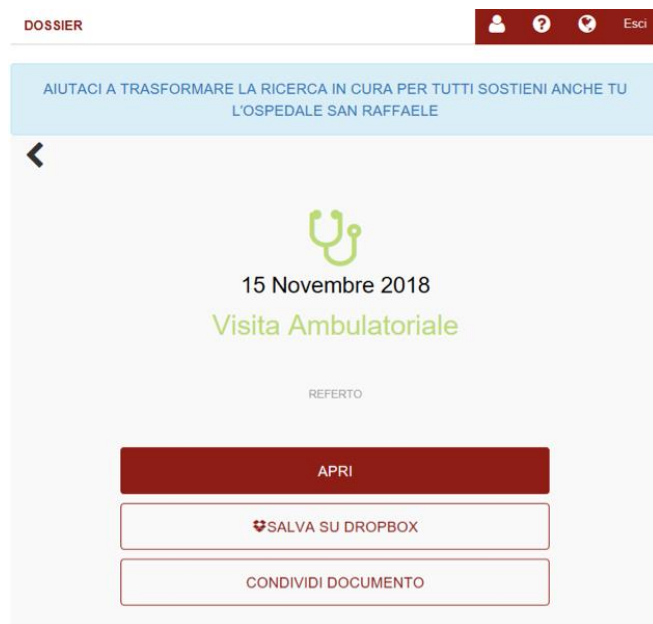 DOSSIER
Esci
AIUTACI A TRASFORMARE LA RICERCA IN CURA PER TUTTI SOSTIENI ANCHE TU
L'OSPEDALE SAN RAFFAELE
15 Novembre 2018
Visita Ambulatoriale
REFERTO
APRI
SALVA SU DROPBOX
CONDIVIDI DOCUMENTO